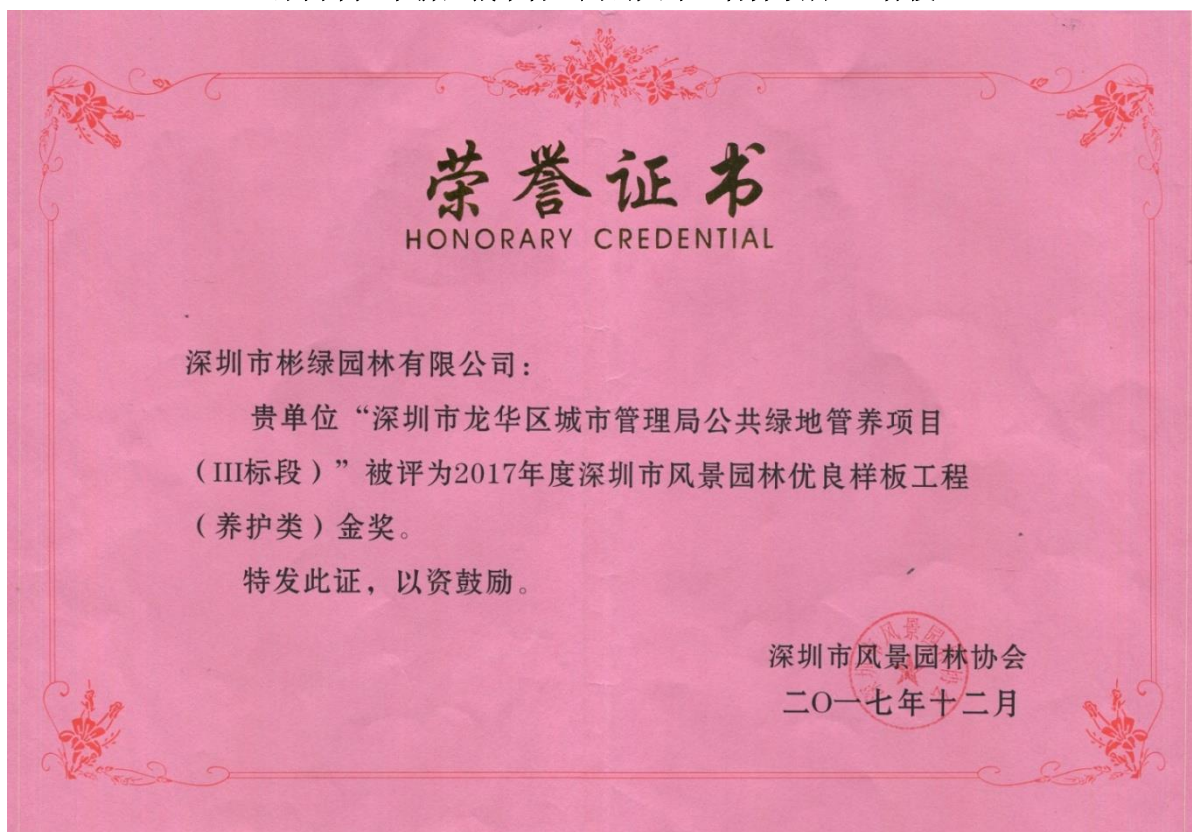 荣誉证书
HONORARY CREDENTIAL
深圳市彬绿园林有限公司：
贵单位“深圳市龙华区城市管理局公共绿地管养项目
（III标段）”被评为2017年度深圳市风景园林优良样板工程
（养护类）金奖。
特发此证，以资鼓励。
深圳市风景园林协会
二〇一七年十二月